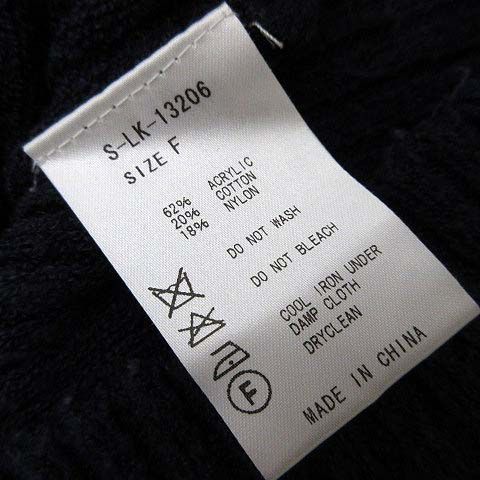 S-LK-13206
SIZE F
62% ACRYLIC
20% COTTON
18% NYLON
DO NOT WASH
DO NOT BLEACH
COOL IRON UNDER
DAMP CLOTH
DRYCLEAN
F
MADE IN CHINA